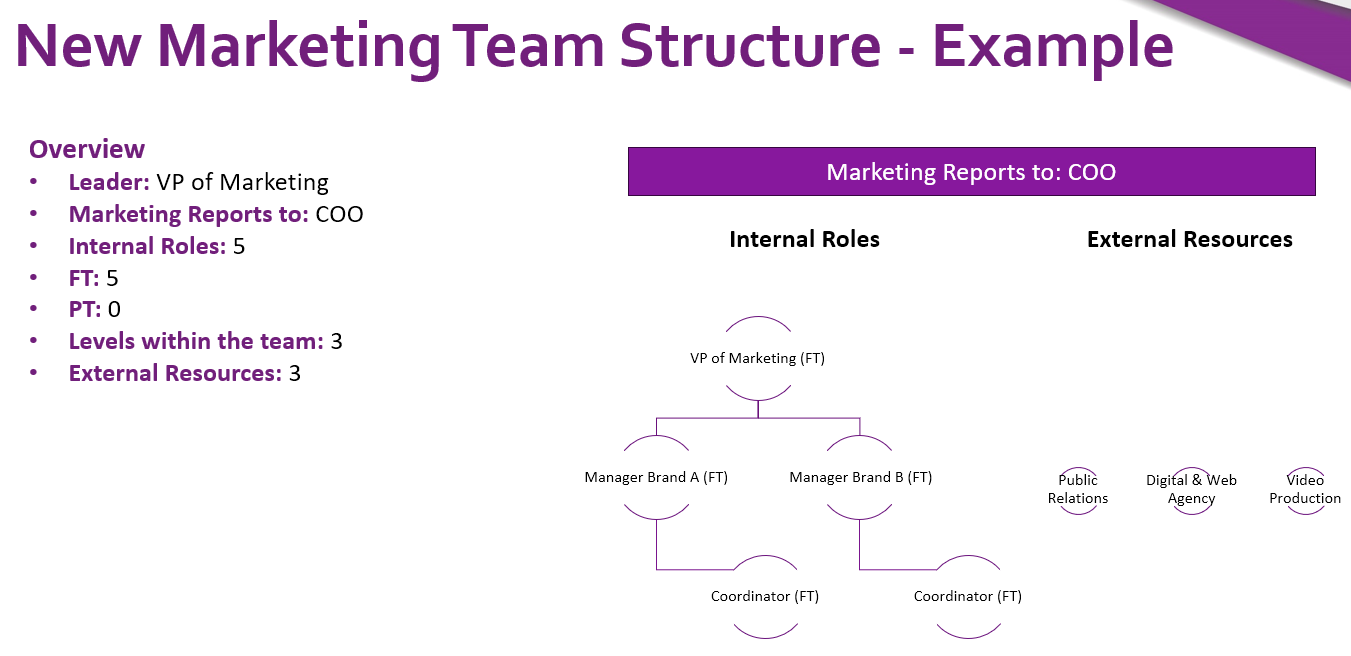 New Marketing Team Structure - Example
Overview
• Leader: VP of Marketing
• Marketing Reports to: COO
• Internal Roles: 5
• FT: 5
• PT: 0
• Levels within the team: 3
• External Resources: 3
Marketing Reports to: COO
Internal Roles
External Resources
VP of Marketing (FT)
Manager Brand A (FT)
Manager Brand B (FT)
Coordinator (FT)
Coordinator (FT)
Public
Relations
Digital & Web
Agency
Video
Production